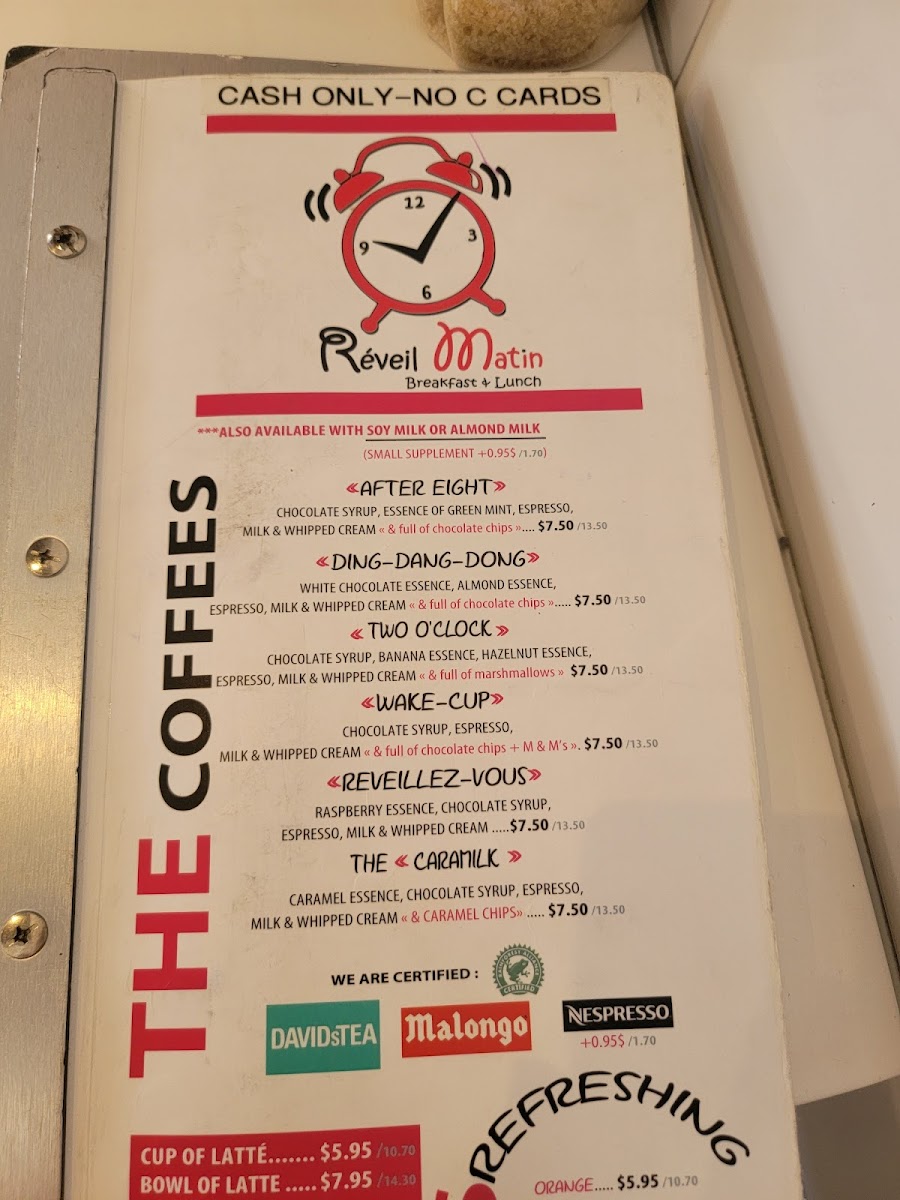 CASH ONLY–NO C CARDS
12
3
9
6
Réveil Matin
Breakfast & Lunch
***ALSO AVAILABLE WITH SOY MILK OR ALMOND MILK
(SMALL SUPPLEMENT +0.95$ /1.70)
THE COFFEES
«AFTER EIGHT»
CHOCOLATE SYRUP, ESSENCE OF GREEN MINT, ESPRESSO,
MILK & WHIPPED CREAM « & full of chocolate chips ».... $7.50 /13.50
«DING-DANG-DONG»
WHITE CHOCOLATE ESSENCE, ALMOND ESSENCE,
ESPRESSO, MILK & WHIPPED CREAM « & full of chocolate chips »..... $7.50 /13.50
« TWO O'CLOCK »
CHOCOLATE SYRUP, BANANA ESSENCE, HAZELNUT ESSENCE,
ESPRESSO, MILK & WHIPPED CREAM « & full of marshmallows » $7.50 /13.50
«WAKE-CUP»
CHOCOLATE SYRUP, ESPRESSO,
MILK & WHIPPED CREAM « & full of chocolate chips + M & M's ». $7.50 /13.50
«REVEILLEZ-VOUS»
RASPBERRY ESSENCE, CHOCOLATE SYRUP,
ESPRESSO, MILK & WHIPPED CREAM .....$7.50 /13.50
THE « CARAMILK »
CARAMEL ESSENCE, CHOCOLATE SYRUP, ESPRESSO,
MILK & WHIPPED CREAM « & CARAMEL CHIPS» ..... $7.50 /13.50
WE ARE CERTIFIED :
RAINFOREST ALLIANCE
CERTIFIED
DAVIDsTEA
Malongo
NESPRESSO
+0.95$ /1.70
CUP OF LATTÉ....... $5.95 /10.70
BOWL OF LATTE ..... $7.95 /14.30
REFRESHING
ORANGE..... $5.95 /10.70